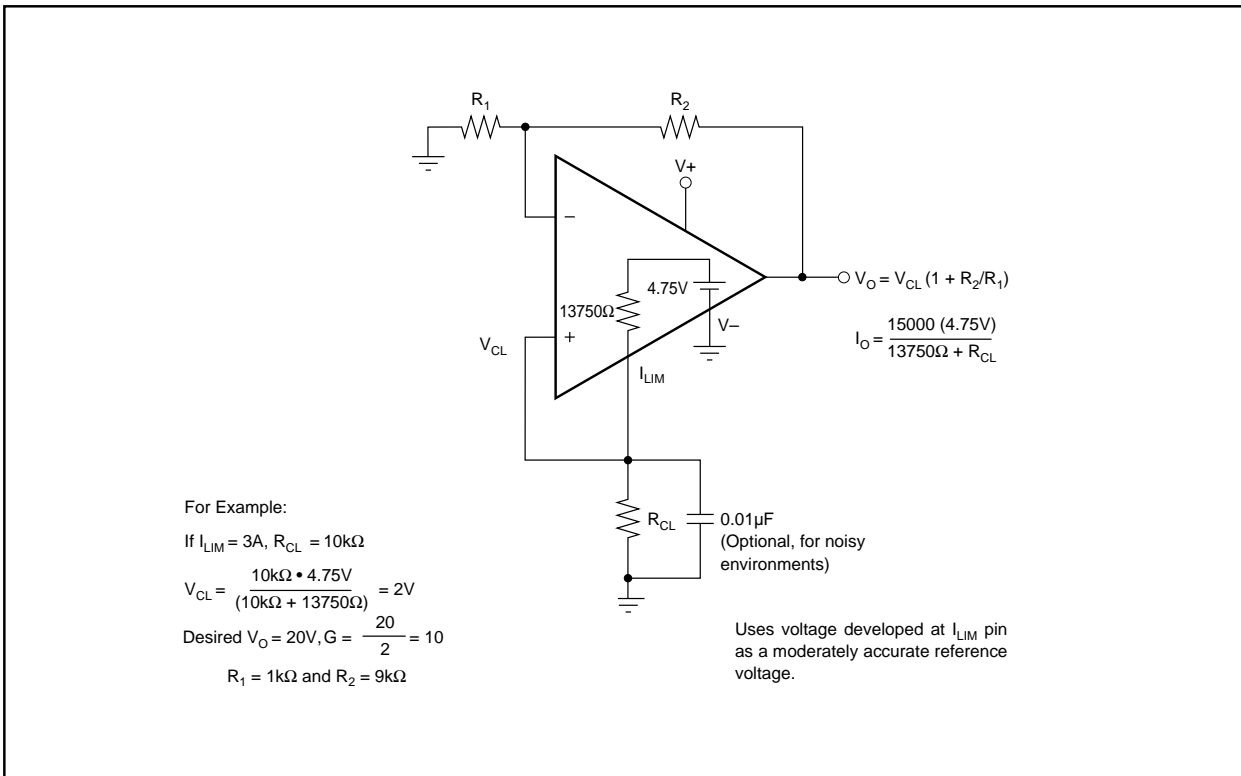 R1
R2
V+
–
4.75V
13750Ω
V–
+
VCL
ILIM
VO = VCL (1 + R2/R1)
IO = 15000 (4.75V) / 13750Ω + RCL
RCL
0.01µF
(Optional, for noisy
environments)
For Example:
If ILIM = 3A, RCL = 10kΩ
VCL = 10kΩ • 4.75V / (10kΩ + 13750Ω) = 2V
Desired VO = 20V, G = 20 / 2 = 10
R1 = 1kΩ and R2 = 9kΩ
Uses voltage developed at ILIM pin
as a moderately accurate reference
voltage.